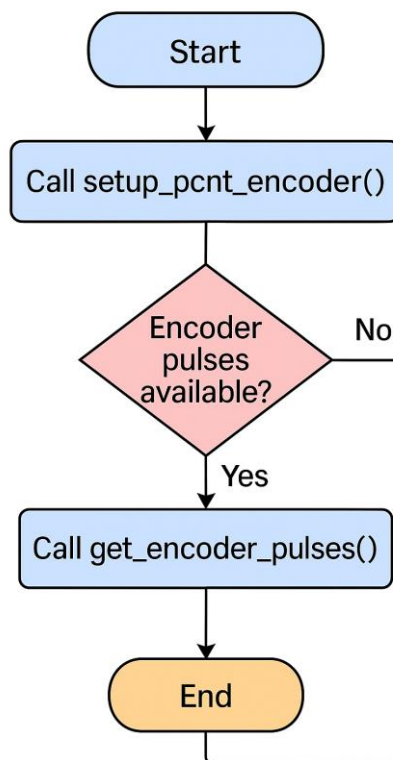 Start
Call setup_pcnt_encoder()
Encoder
pulses
available?
No
Yes
Call get_encoder_pulses()
End